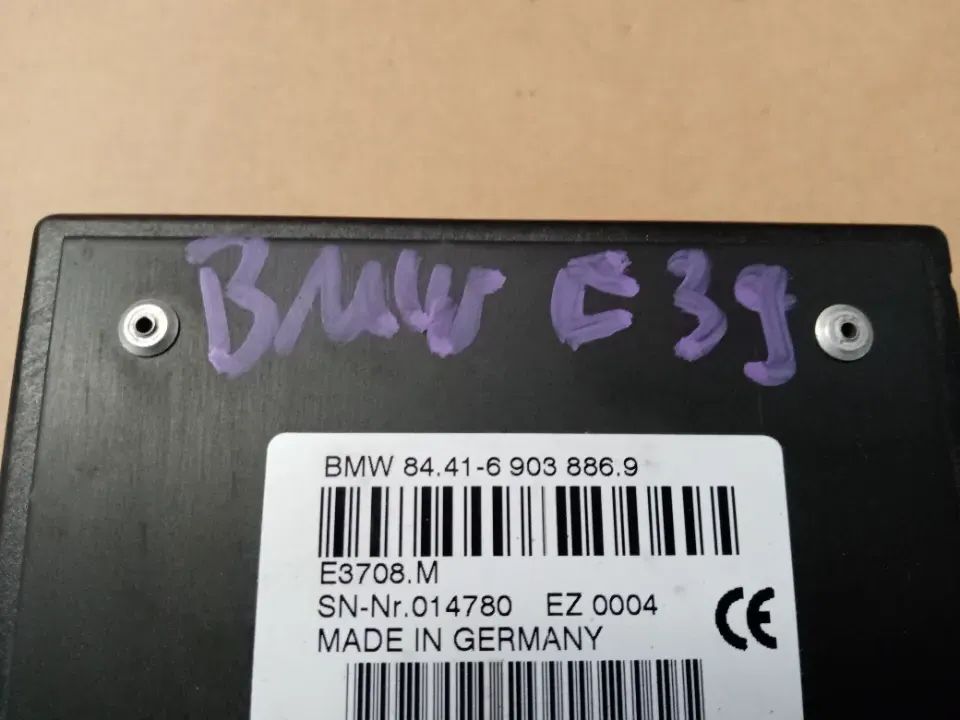 BMW E39
BMW 84.41-6 903 886.9
E3708.M
SN-Nr.014780 EZ 0004
MADE IN GERMANY
CE